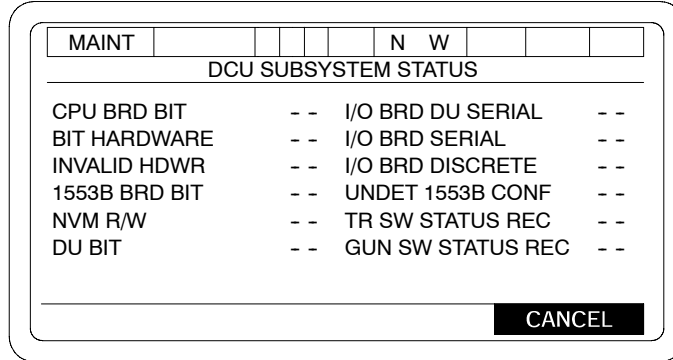 MAINT N W
DCU SUBSYSTEM STATUS
CPU BRD BIT - - I/O BRD DU SERIAL - -
BIT HARDWARE - - I/O BRD SERIAL - -
INVALID HDWR - - I/O BRD DISCRETE - -
1553B BRD BIT - - UNDET 1553B CONF - -
NVM R/W - - TR SW STATUS REC - -
DU BIT - - GUN SW STATUS REC - -
CANCEL